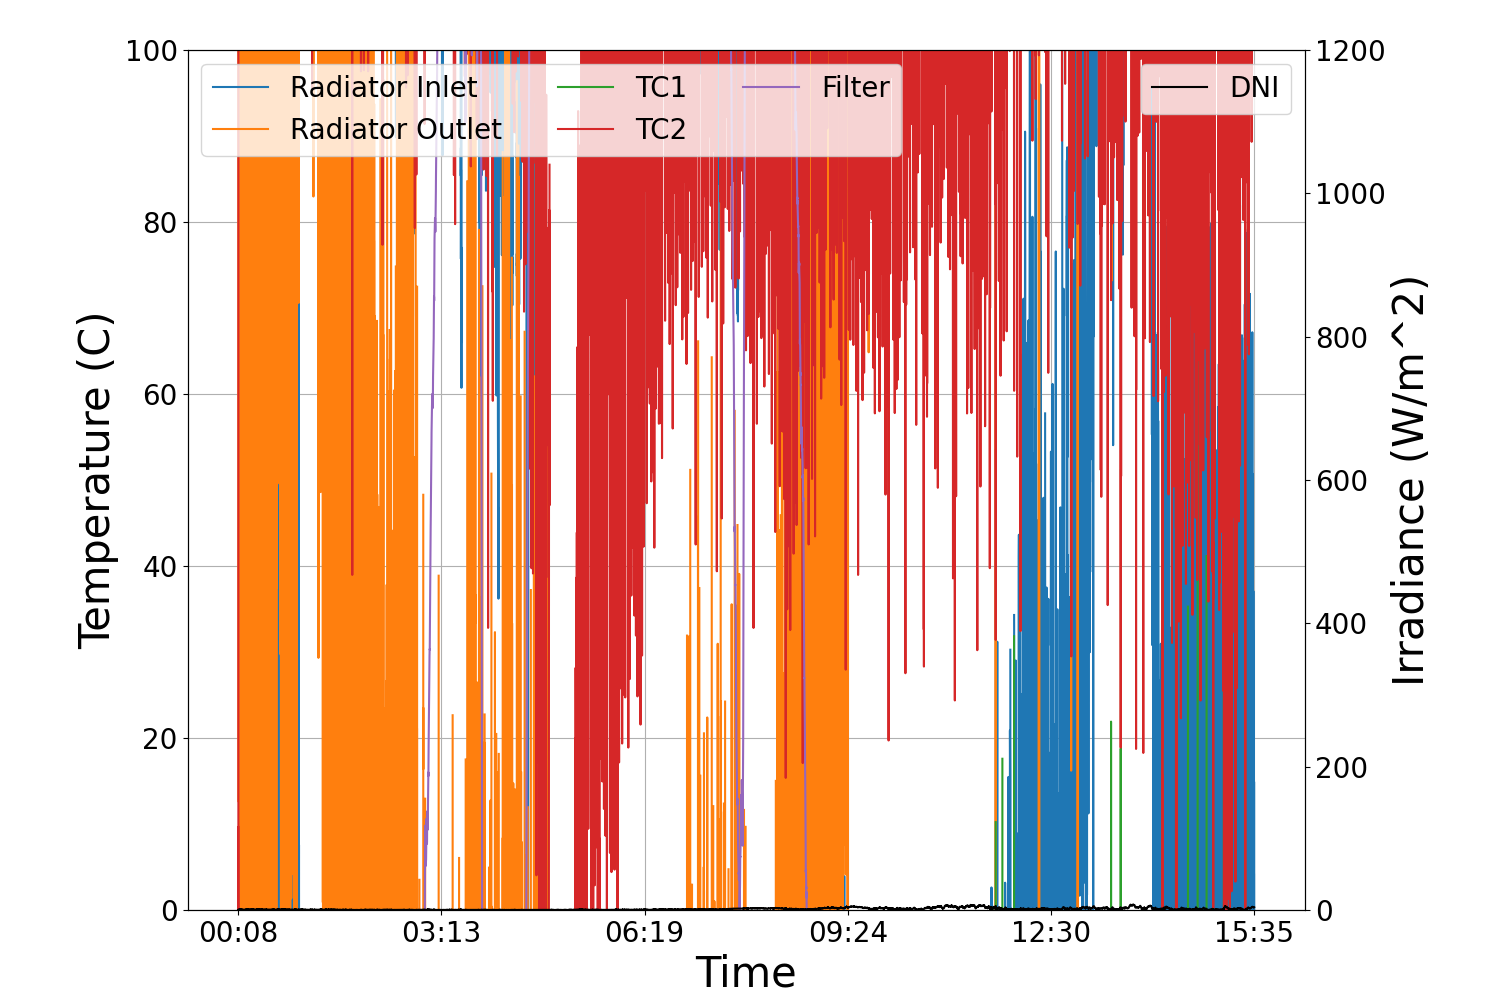 Radiator Inlet
Radiator Outlet
TC1
TC2
Filter
DNI
100
80
60
40
20
0
Temperature (C)
1200
1000
800
600
400
200
0
Irradiance (W/m^2)
00:08 03:13 06:19 09:24 12:30 15:35
Time